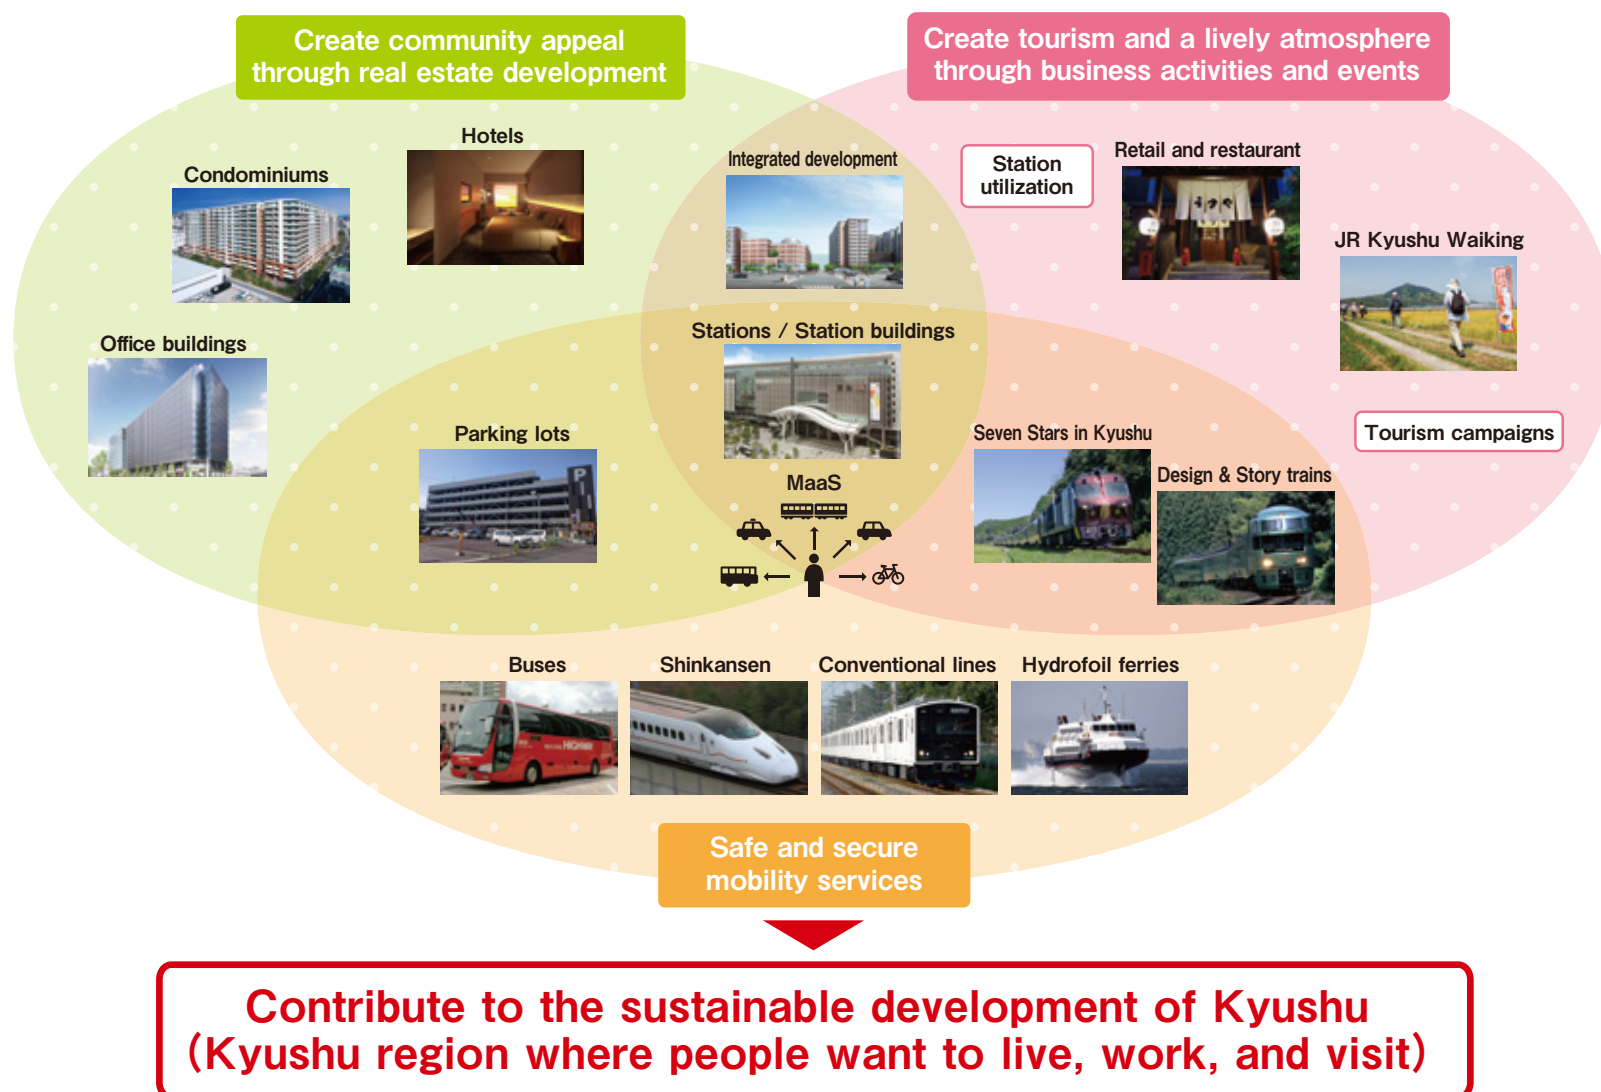 Create community appeal
through real estate development
Create tourism and a lively atmosphere
through business activities and events
Hotels
Condominiums
Office buildings
Parking lots
Integrated development
Stations / Station buildings
MaaS
Station
utilization
Retail and restaurant
JR Kyushu Waiking
Tourism campaigns
Seven Stars in Kyushu
Design & Story trains
Buses
Shinkansen
Conventional lines
Hydrofoil ferries
P
HIGHWAY
Safe and secure
mobility services
Contribute to the sustainable development of Kyushu
(Kyushu region where people want to live, work, and visit)